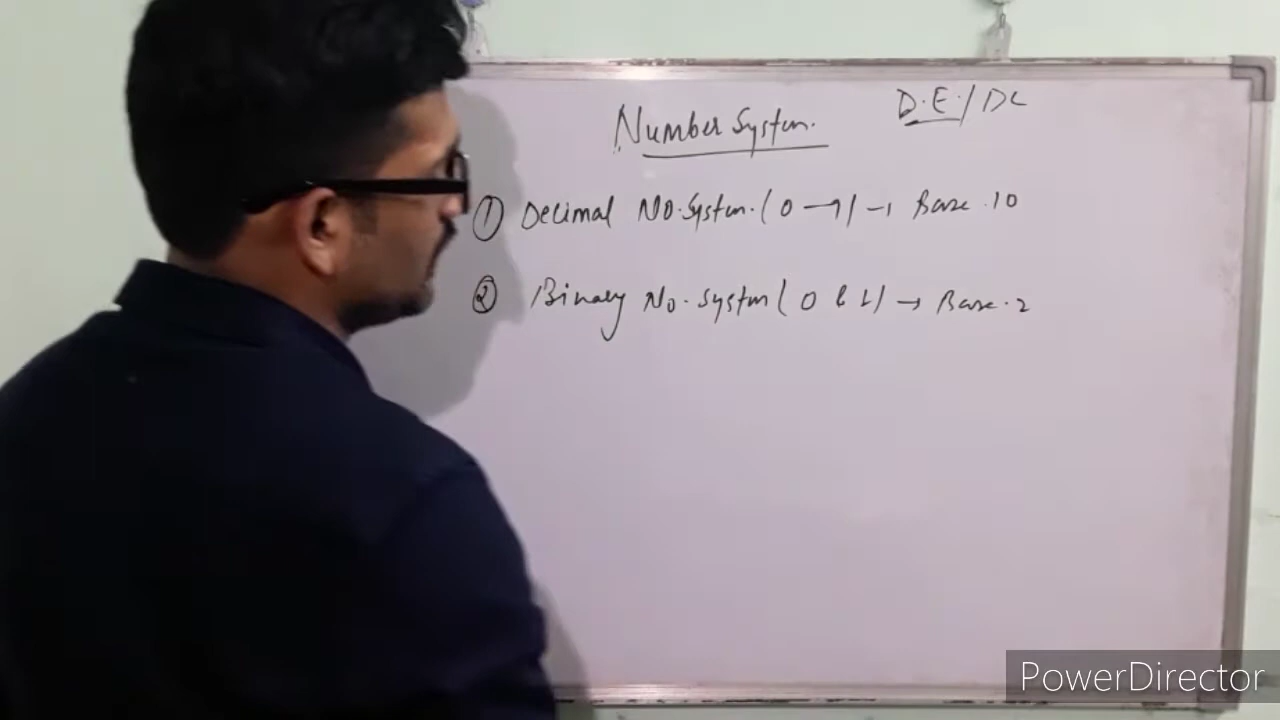 Number System. D.E./DC
① Decimal No.System. (0 → 9) → Base. 10
② Binary No. System (0 & 1) → Base. 2
PowerDirector